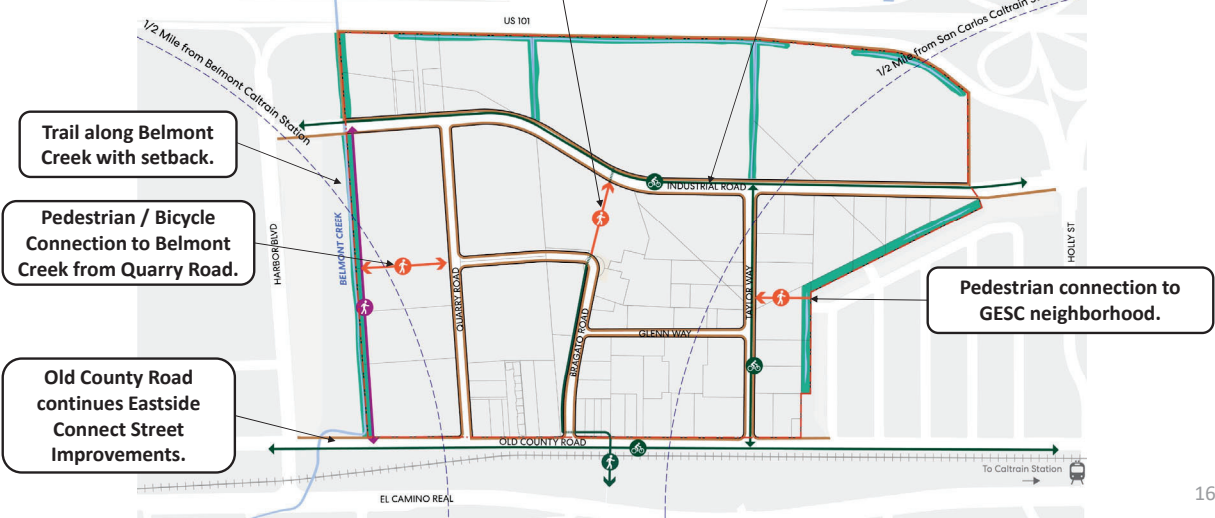 US 101
1/2 Mile from Belmont Caltrain Station
1/2 Mile from San Carlos Caltrain
Trail along Belmont
Creek with setback.
Pedestrian / Bicycle
Connection to Belmont
Creek from Quarry Road.
Old County Road
continues Eastside
Connect Street
Improvements.
HARBOR BLVD
BELMONT CREEK
QUARRY ROAD
BRAGATO ROAD
INDUSTRIAL ROAD
TAYLOR WAY
GLENN WAY
HOLLY ST
Pedestrian connection to
GESC neighborhood.
OLD COUNTY ROAD
To Caltrain Station
EL CAMINO REAL
16